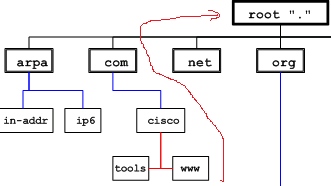 root "."
arpa com net org
in-addr ip6 cisco
tools www